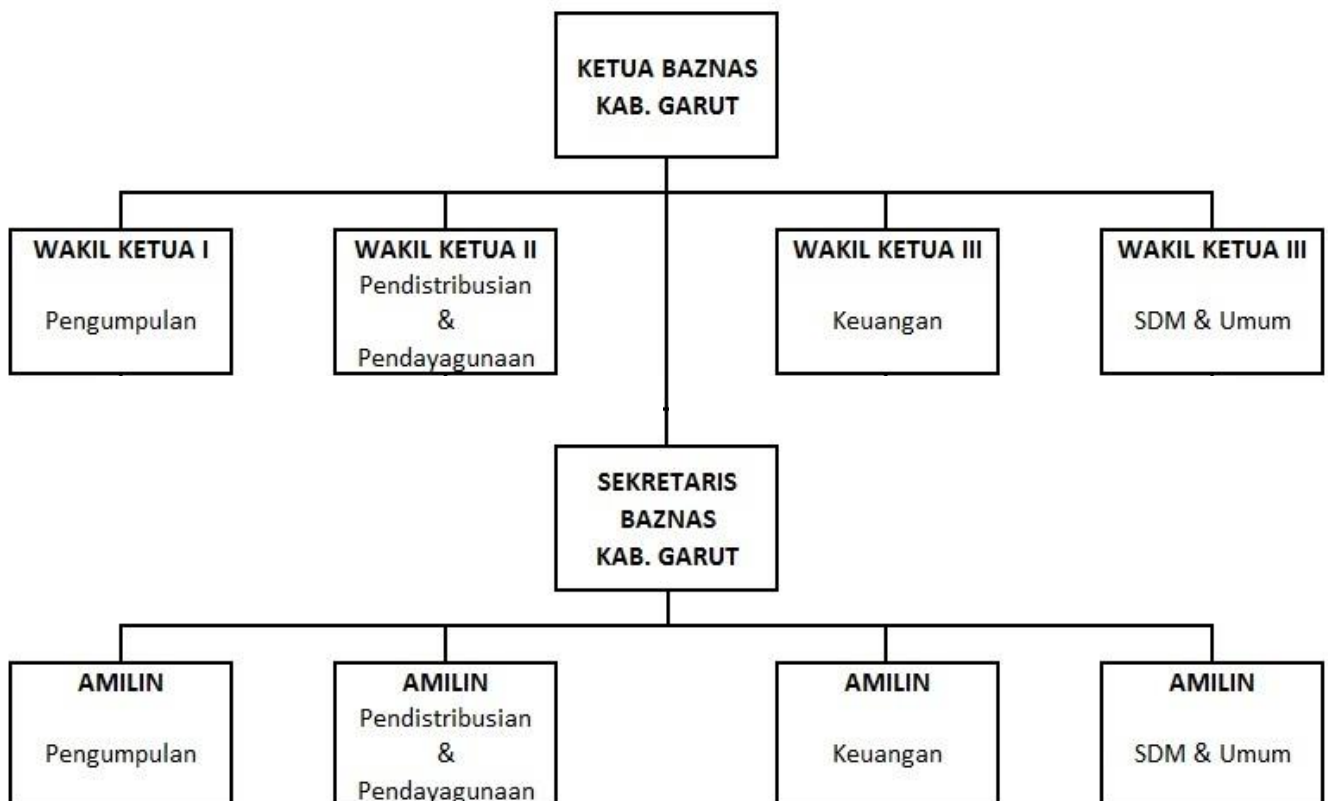 KETUA BAZNAS
KAB. GARUT
WAKIL KETUA I
Pengumpulan
WAKIL KETUA II
Pendistribusian
&
Pendayagunaan
WAKIL KETUA III
Keuangan
WAKIL KETUA III
SDM & Umum
SEKRETARIS
BAZNAS
KAB. GARUT
AMILIN
Pengumpulan
AMILIN
Pendistribusian
&
Pendayagunaan
AMILIN
Keuangan
AMILIN
SDM & Umum